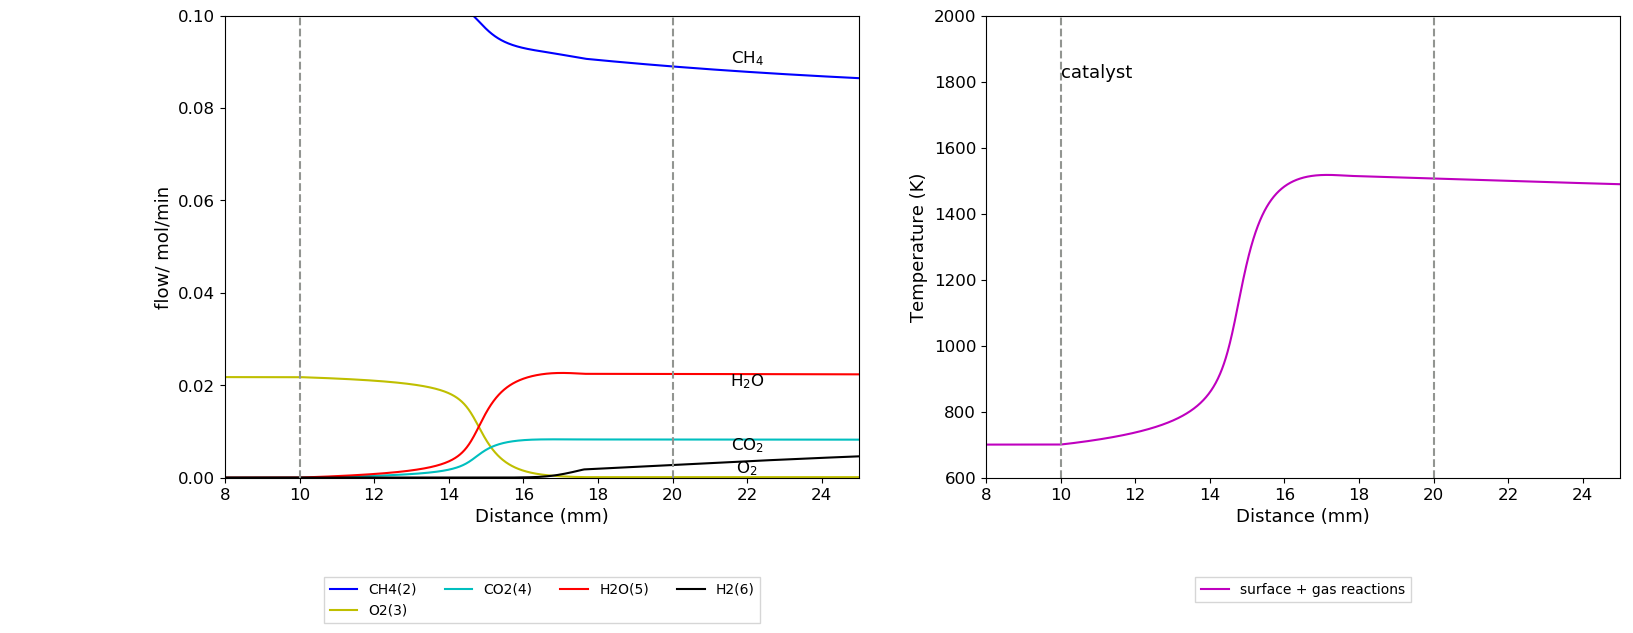 0.10
0.08
0.06
0.04
0.02
0.00
flow/ mol/min
CH₄
H₂O
CO₂
O₂
8 10 12 14 16 18 20 22 24
Distance (mm)
CH4(2) CO2(4) H2O(5) H2(6)
O2(3)
2000
1800
1600
1400
1200
1000
800
600
Temperature (K)
catalyst
8 10 12 14 16 18 20 22 24
Distance (mm)
surface + gas reactions